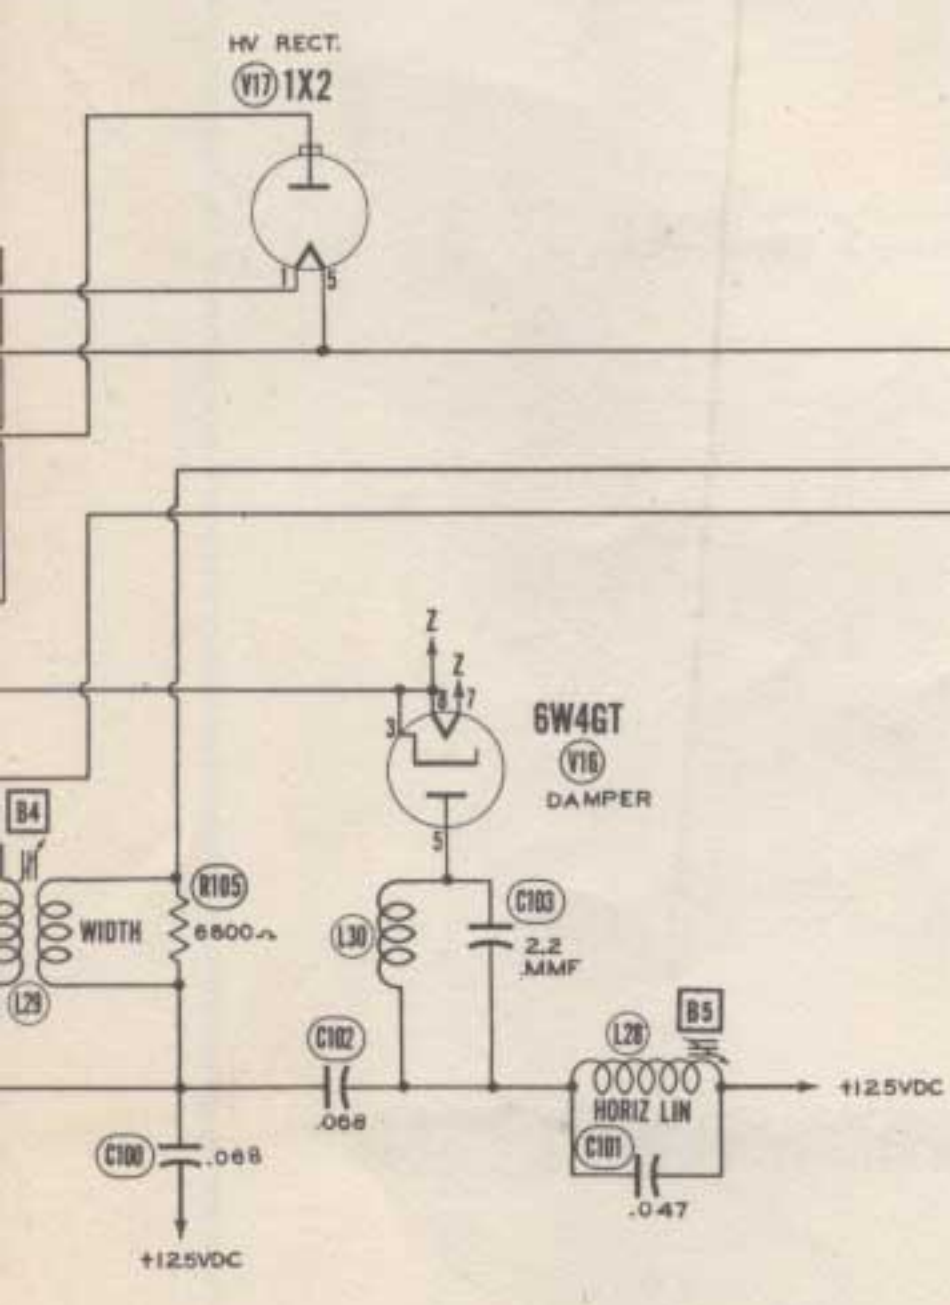 HV RECT.
V17 1X2
1 5
Z
Z
8 7
3
6W4GT
V16
DAMPER
5
B4
R105
6800~
WIDTH
L29
L30
C103
2.2
MMF
C102
.068
L28
B5
HORIZ LIN
+125VDC
C101
.047
C100 .068
+125VDC